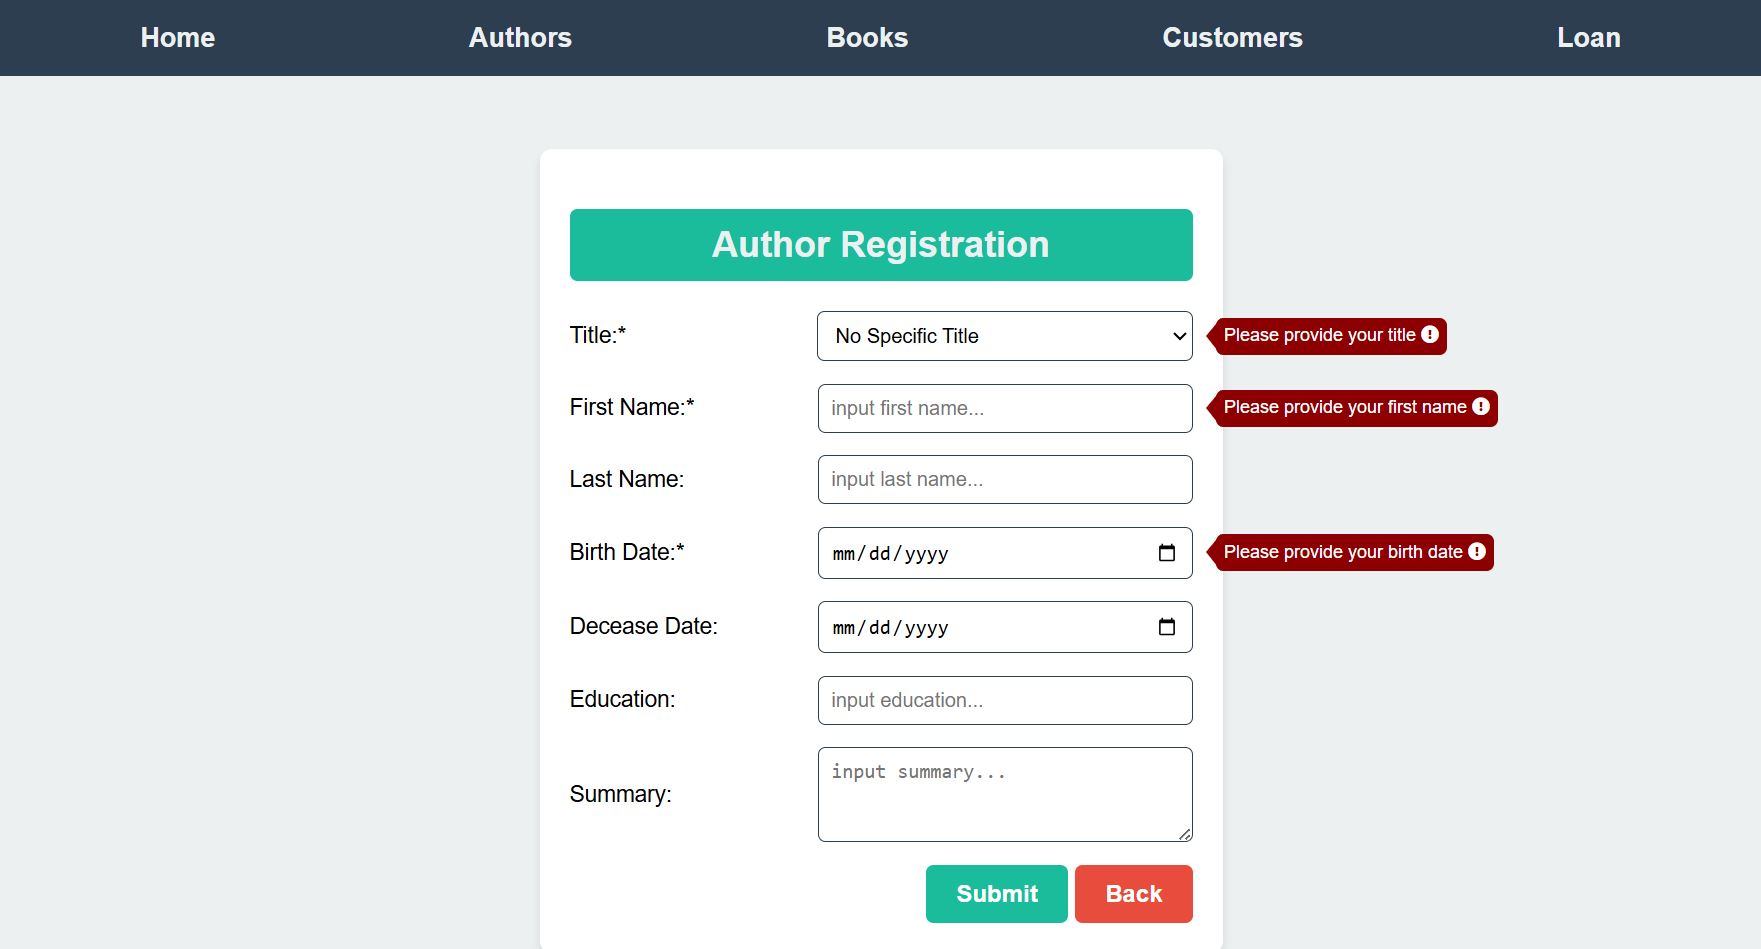 Home Authors Books Customers Loan
Author Registration
Title:* No Specific Title Please provide your title
First Name:* input first name... Please provide your first name
Last Name: input last name...
Birth Date:* mm/dd/yyyy Please provide your birth date
Decease Date: mm/dd/yyyy
Education: input education...
Summary: input summary...
Submit Back